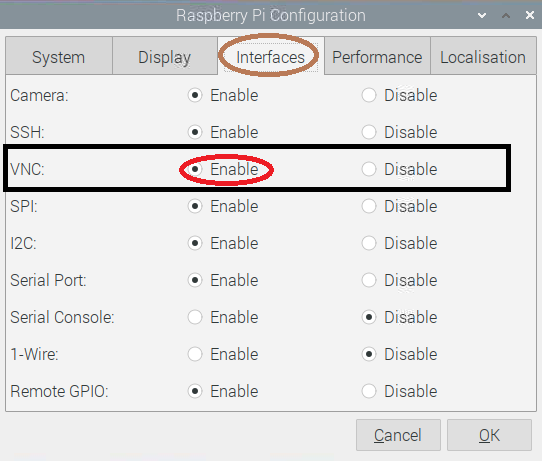 Raspberry Pi Configuration
System Display Interfaces Performance Localisation
Camera: Enable Disable
SSH: Enable Disable
VNC: Enable Disable
SPI: Enable Disable
I2C: Enable Disable
Serial Port: Enable Disable
Serial Console: Enable Disable
1-Wire: Enable Disable
Remote GPIO: Enable Disable
Cancel OK